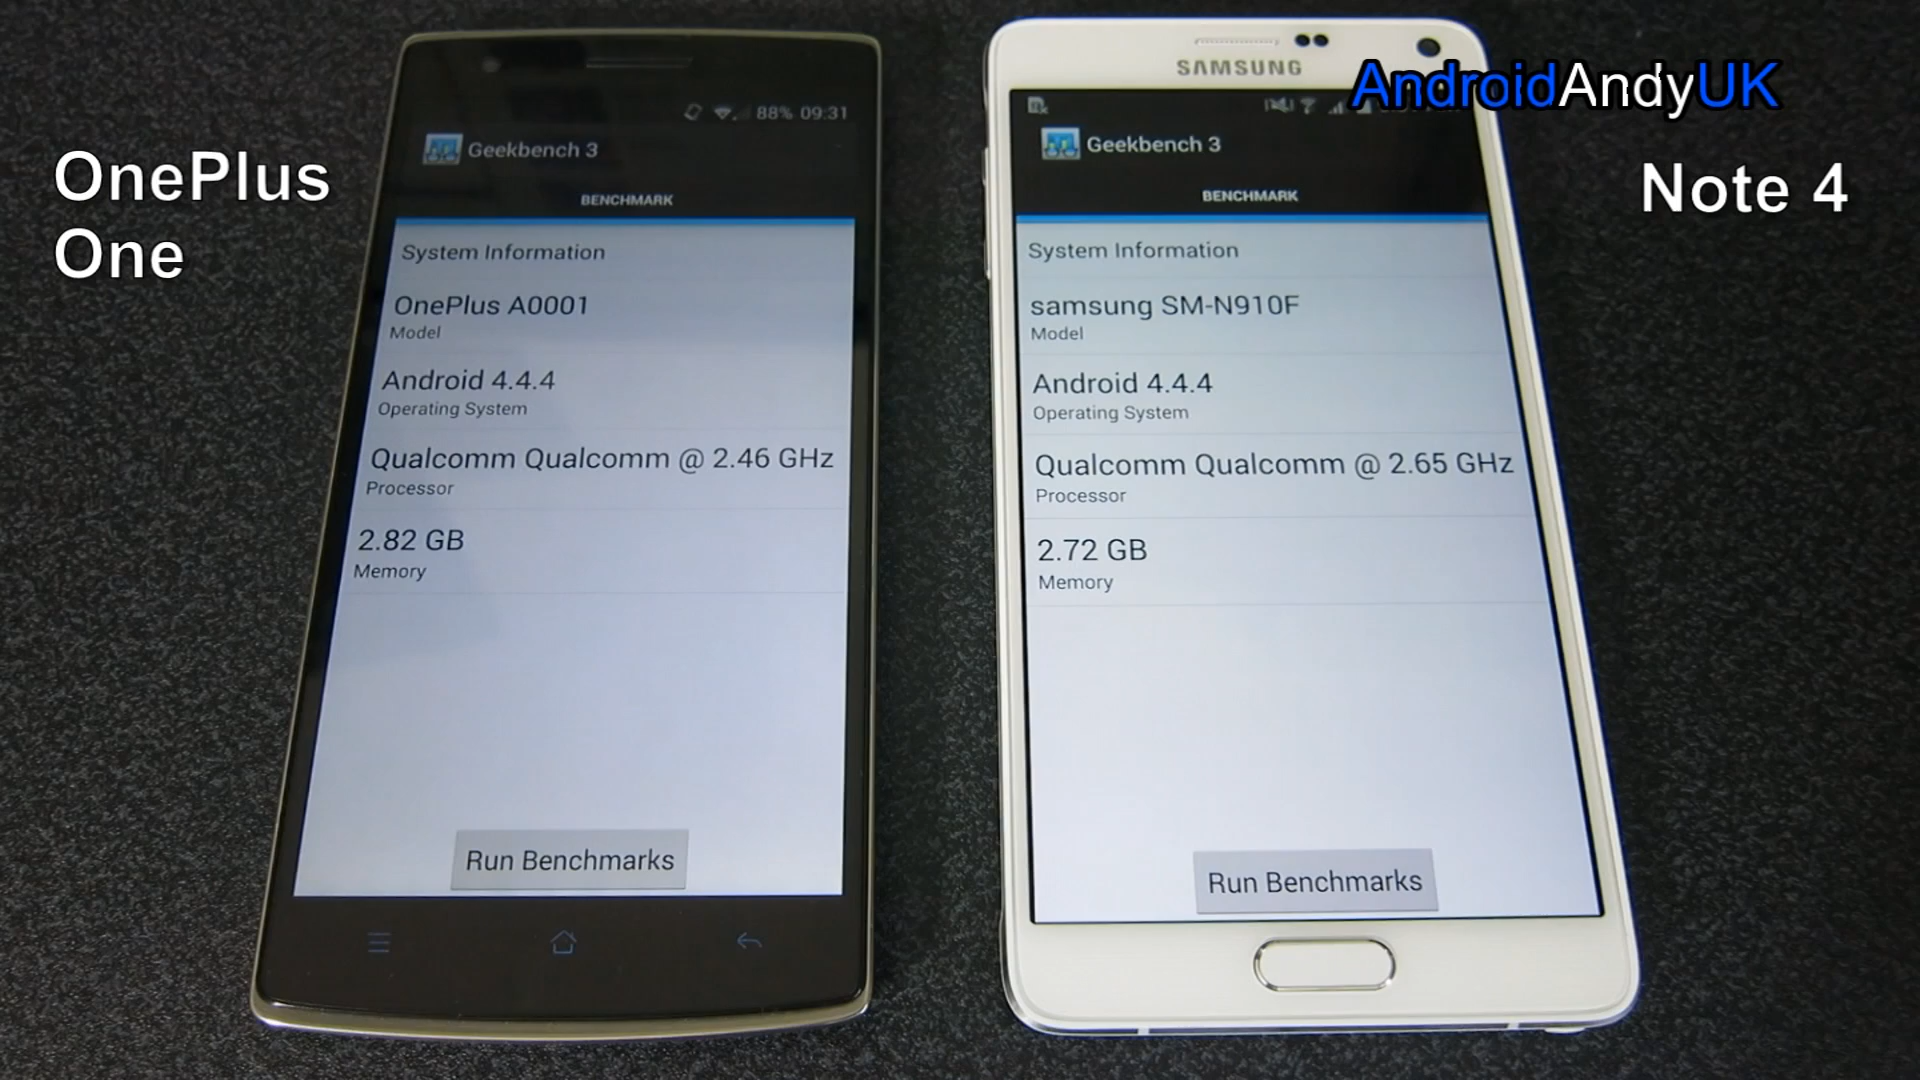 OnePlus
One
88% 09:31
Geekbench 3
BENCHMARK
System Information
OnePlus A0001
Model
Android 4.4.4
Operating System
Qualcomm Qualcomm @ 2.46 GHz
Processor
2.82 GB
Memory
Run Benchmarks
SAMSUNG
AndroidAndyUK
Note 4
Geekbench 3
BENCHMARK
System Information
samsung SM-N910F
Model
Android 4.4.4
Operating System
Qualcomm Qualcomm @ 2.65 GHz
Processor
2.72 GB
Memory
Run Benchmarks